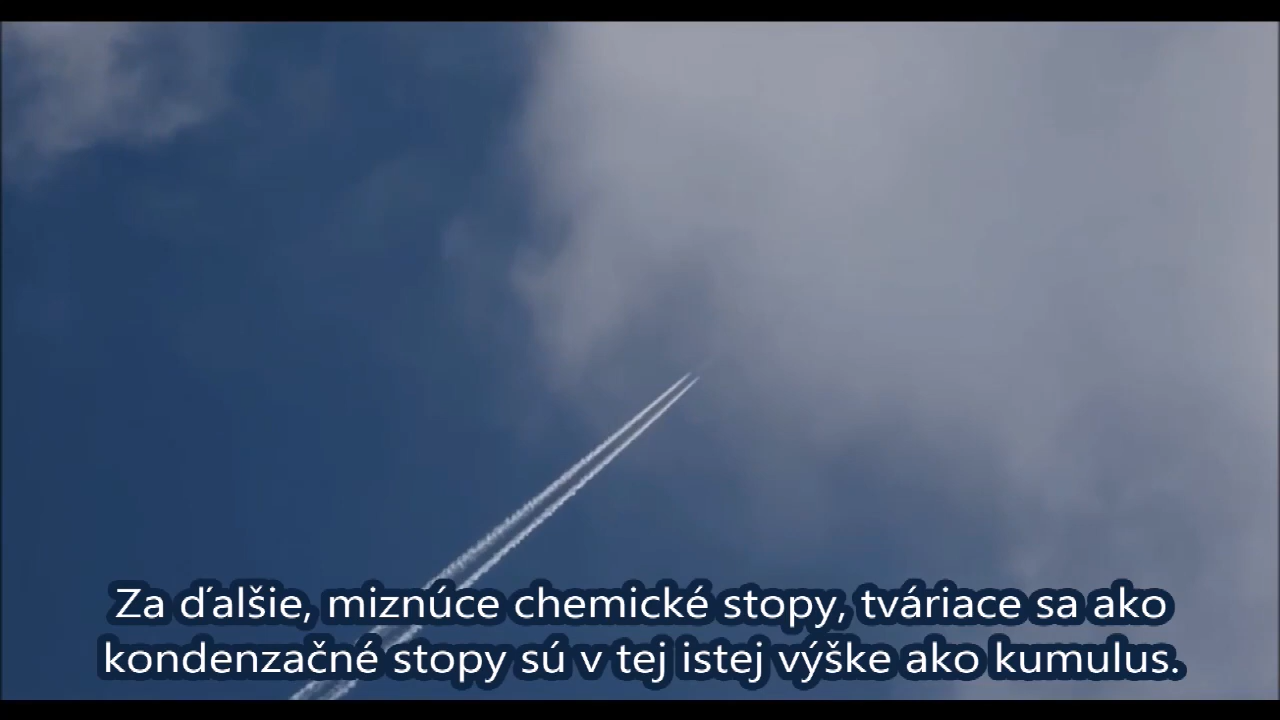 Za ďalšie, miznúce chemické stopy, tváriace sa ako
kondenzačné stopy sú v tej istej výške ako kumulus.